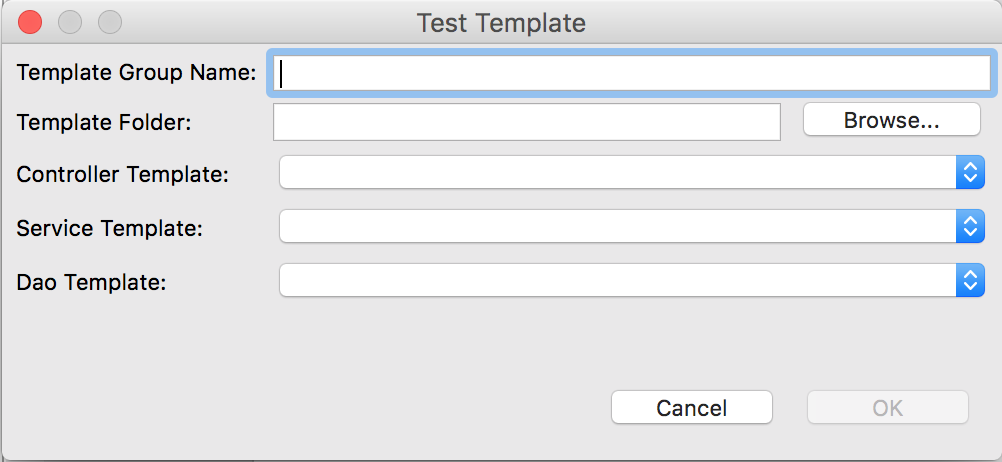 Test Template
Template Group Name:
Template Folder:
Browse...
Controller Template:
Service Template:
Dao Template:
Cancel
OK